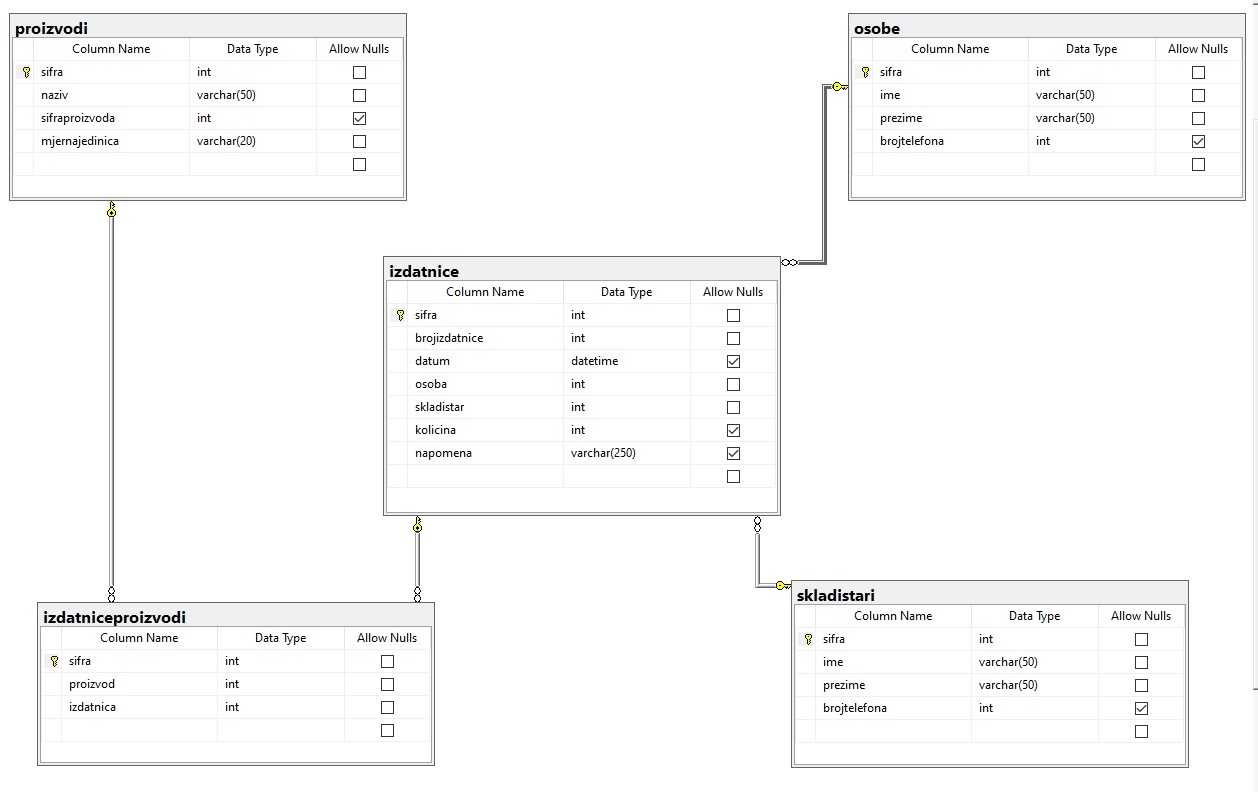 proizvodi
Column Name Data Type Allow Nulls
sifra int
naziv varchar(50)
sifraproizvoda int
mjernajedinica varchar(20)
osobe
Column Name Data Type Allow Nulls
sifra int
ime varchar(50)
prezime varchar(50)
brojtelefona int
izdatnice
Column Name Data Type Allow Nulls
sifra int
brojizdatnice int
datum datetime
osoba int
skladistar int
kolicina int
napomena varchar(250)
izdatniceproizvodi
Column Name Data Type Allow Nulls
sifra int
proizvod int
izdatnica int
skladistari
Column Name Data Type Allow Nulls
sifra int
ime varchar(50)
prezime varchar(50)
brojtelefona int